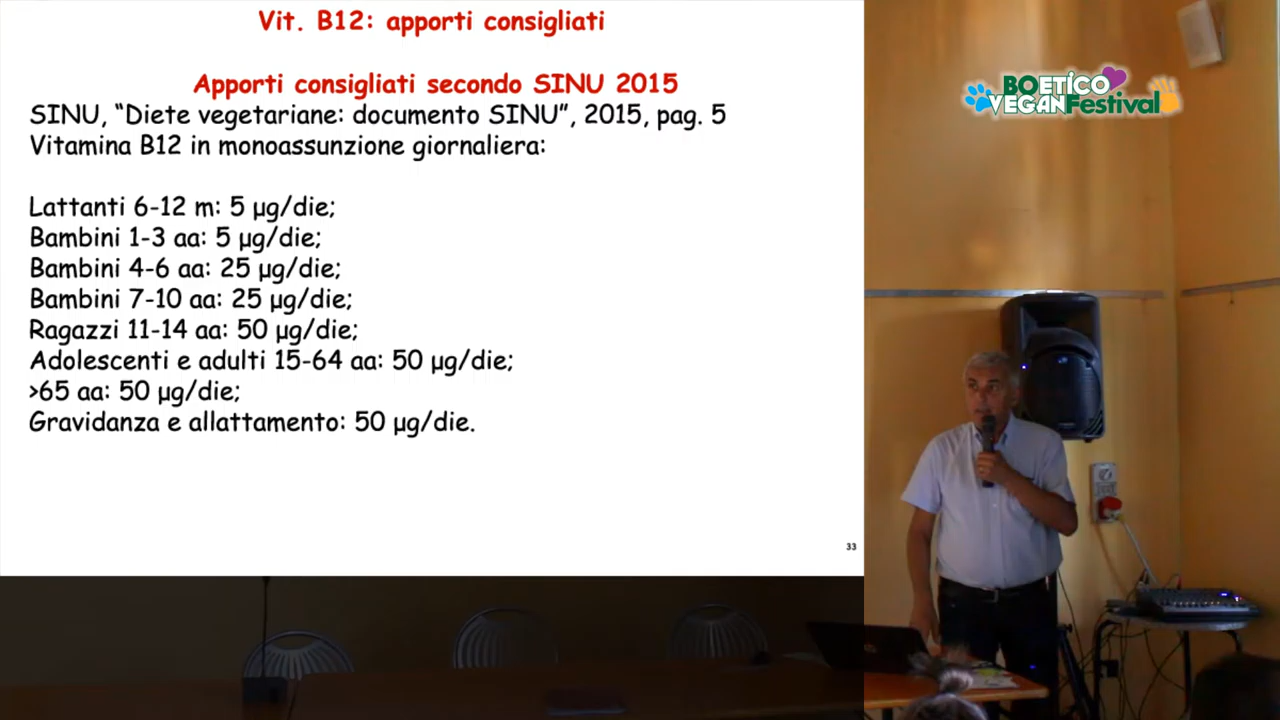 Vit. B12: apporti consigliati
Apporti consigliati secondo SINU 2015
SINU, “Diete vegetariane: documento SINU”, 2015, pag. 5
Vitamina B12 in monoassunzione giornaliera:
Lattanti 6-12 m: 5 µg/die;
Bambini 1-3 aa: 5 µg/die;
Bambini 4-6 aa: 25 µg/die;
Bambini 7-10 aa: 25 µg/die;
Ragazzi 11-14 aa: 50 µg/die;
Adolescenti e adulti 15-64 aa: 50 µg/die;
>65 aa: 50 µg/die;
Gravidanza e allattamento: 50 µg/die.
33
BOETICO
VEGANFestival